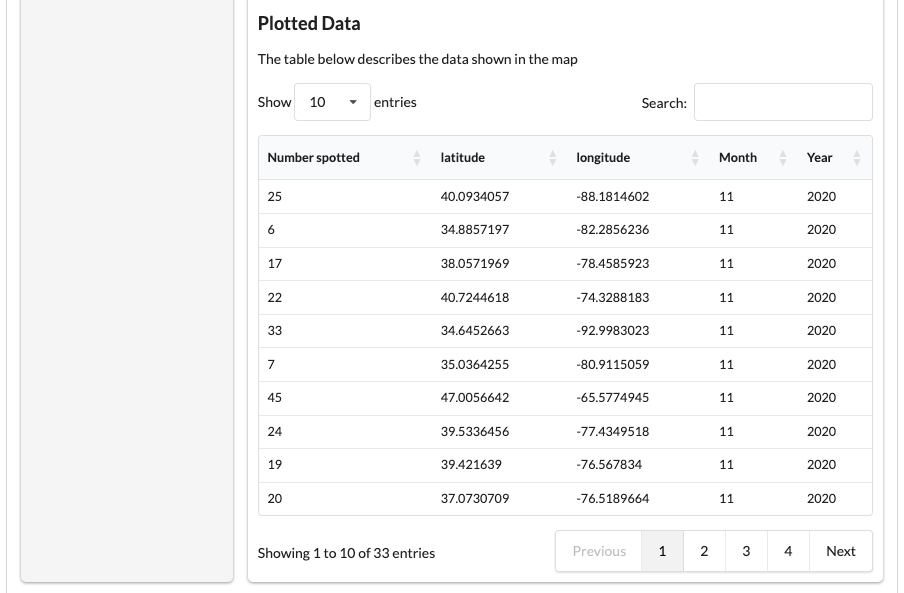 Plotted Data
The table below describes the data shown in the map
Show 10 entries Search:
Number spotted latitude longitude Month Year
25 40.0934057 -88.1814602 11 2020
6 34.8857197 -82.2856236 11 2020
17 38.0571969 -78.4585923 11 2020
22 40.7244618 -74.3288183 11 2020
33 34.6452663 -92.9983023 11 2020
7 35.0364255 -80.9115059 11 2020
45 47.0056642 -65.5774945 11 2020
24 39.5336456 -77.4349518 11 2020
19 39.421639 -76.567834 11 2020
20 37.0730709 -76.5189664 11 2020
Showing 1 to 10 of 33 entries Previous 1 2 3 4 Next